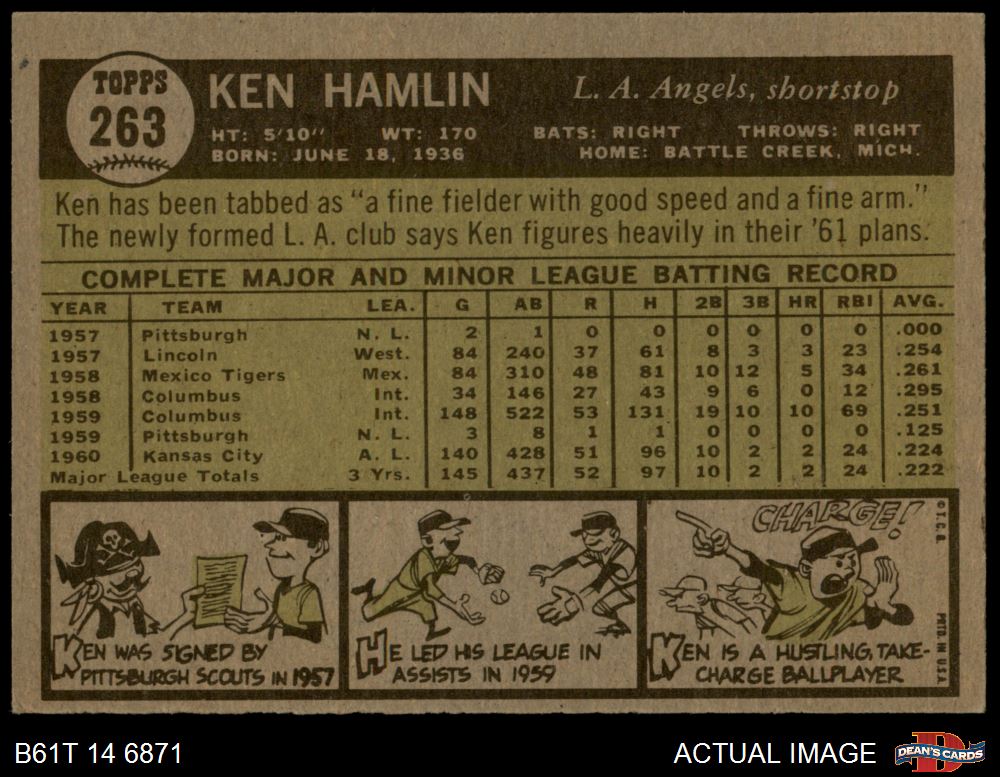 TOPPS
263
KEN HAMLIN
L. A. Angels, shortstop
HT: 5'10" WT: 170 BATS: RIGHT THROWS: RIGHT
BORN: JUNE 18, 1936 HOME: BATTLE CREEK, MICH.
Ken has been tabbed as "a fine fielder with good speed and a fine arm."
The newly formed L. A. club says Ken figures heavily in their '61 plans.
COMPLETE MAJOR AND MINOR LEAGUE BATTING RECORD
YEAR TEAM LEA. G AB R H 2B 3B HR RBI AVG.
1957 Pittsburgh N. L. 2 1 0 0 0 0 0 0 .000
1957 Lincoln West. 84 240 37 61 8 3 3 23 .254
1958 Mexico Tigers Mex. 84 310 48 81 10 12 5 34 .261
1958 Columbus Int. 34 146 27 43 9 6 0 12 .295
1959 Columbus Int. 148 522 53 131 19 10 10 69 .251
1959 Pittsburgh N. L. 3 8 1 1 0 0 0 0 .125
1960 Kansas City A. L. 140 428 51 96 10 2 2 24 .224
Major League Totals 3 Yrs. 145 437 52 97 10 2 2 24 .222
KEN WAS SIGNED BY
PITTSBURGH SCOUTS IN 1957
HE LED HIS LEAGUE IN
ASSISTS IN 1959
CHARGE!
KEN IS A HUSTLING, TAKE-
CHARGE BALLPLAYER
© T. C. G.
PRTD. IN U.S.A.
B61T 14 6871
ACTUAL IMAGE
DEAN'S CARDS